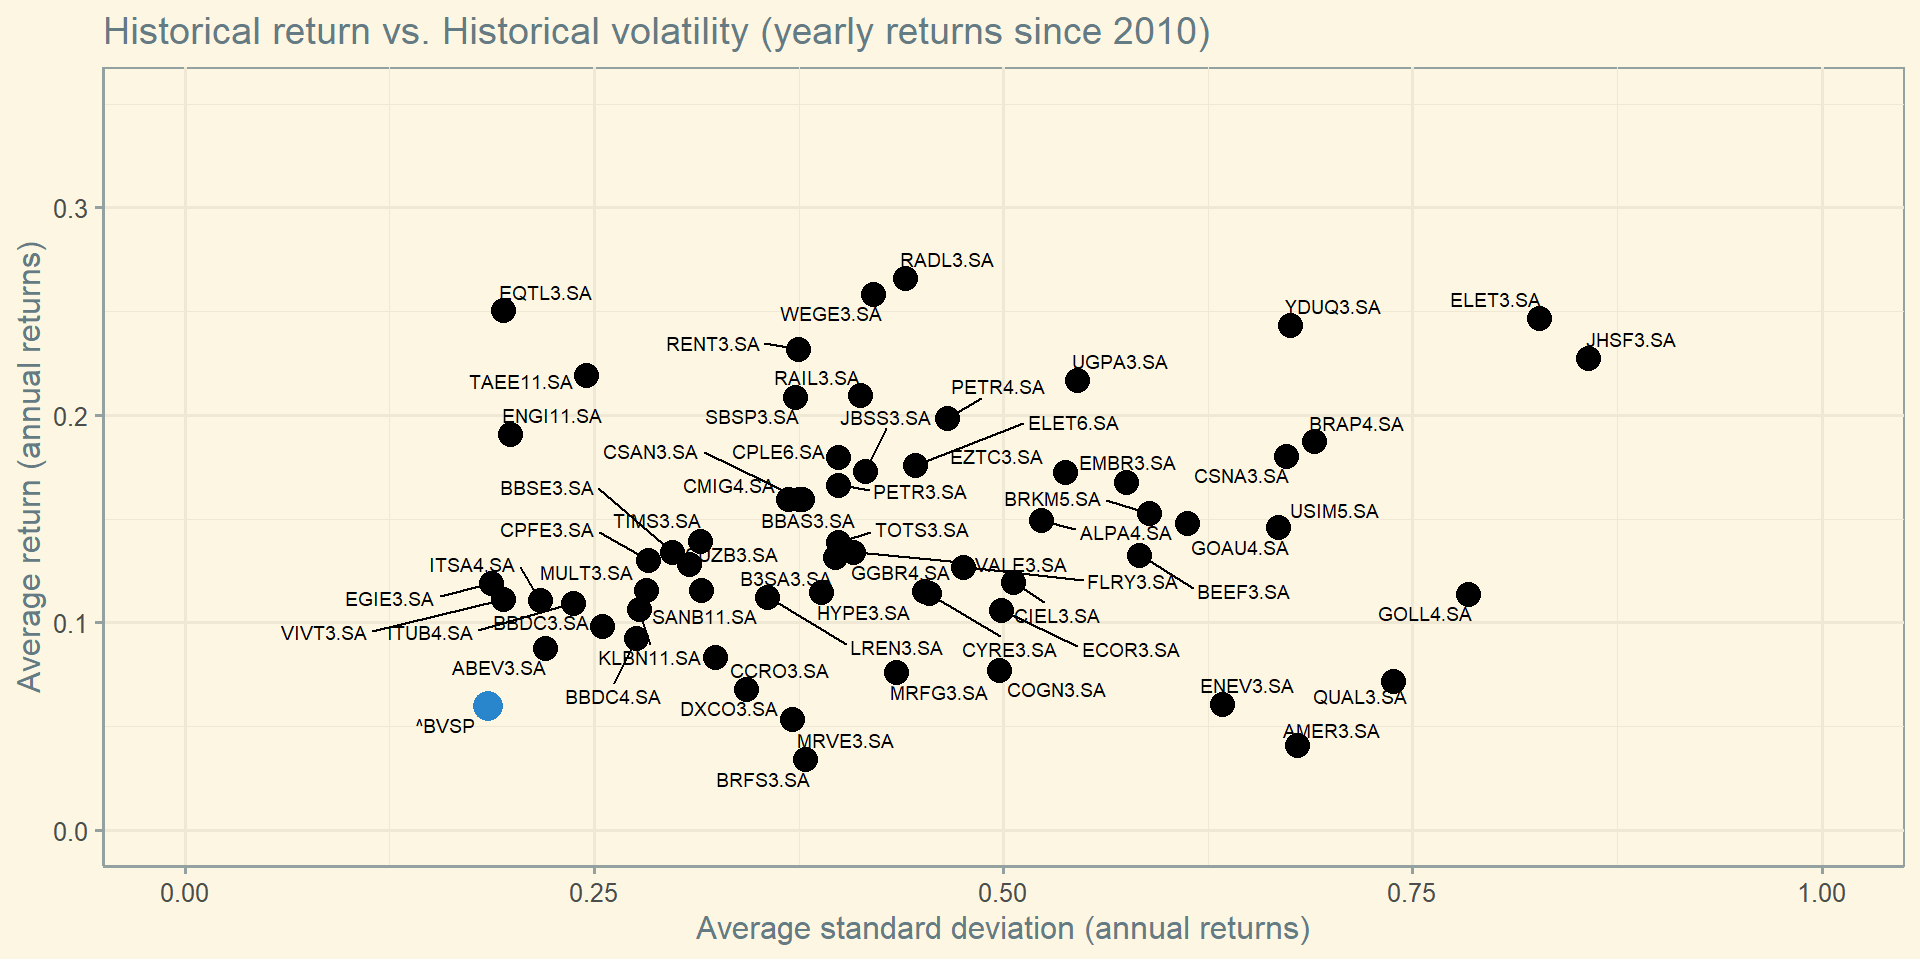 Historical return vs. Historical volatility (yearly returns since 2010)
Average return (annual returns)
0.3
0.2
0.1
0.0
RADL3.SA
EQTL3.SA
ELET3.SA
YDUQ3.SA
WEGE3.SA
JHSF3.SA
RENT3.SA
UGPA3.SA
RAIL3.SA
TAEE11.SA
PETR4.SA
ENGI11.SA
SBSP3.SA
JBSS3.SA
ELET6.SA
BRAP4.SA
CSAN3.SA
CPLE6.SA
EZTC3.SA
EMBR3.SA
CSNA3.SA
BBSE3.SA
CMIG4.SA
PETR3.SA
BRKM5.SA
USIM5.SA
CPFE3.SA
TIMS3.SA
BBAS3.SA
TOTS3.SA
ALPA4.SA
GOAU4.SA
UZB3.SA
ITSA4.SA
MULT3.SA
B3SA3.SA
GGBR4.SA
VALE3.SA
FLRY3.SA
BEEF3.SA
EGIE3.SA
HYPE3.SA
CIEL3.SA
GOLL4.SA
SANB11.SA
VIVT3.SA
ITUB4.SA
BBDC3.SA
LREN3.SA
CYRE3.SA
ECOR3.SA
ABEV3.SA
KLBN11.SA
CCRO3.SA
BBDC4.SA
MRFG3.SA
COGN3.SA
ENEV3.SA
QUAL3.SA
DXCO3.SA
^BVSP
MRVE3.SA
AMER3.SA
BRFS3.SA
0.00
0.25
0.50
0.75
1.00
Average standard deviation (annual returns)